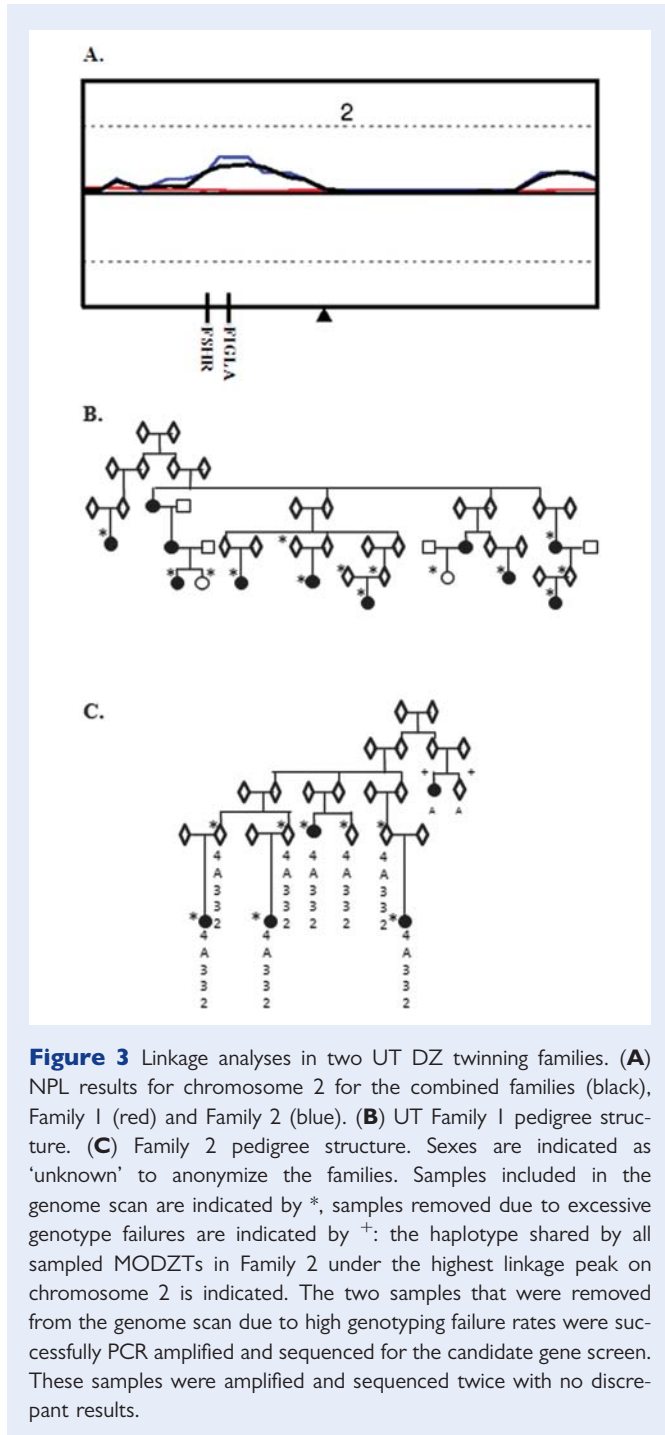 A.
2
FSHR
FIGLA
B.
* * *
* * * * * * * * * *
* *
C.
+ +
A A
* * * * *
4 4 4 4 4
A A A A A
3 3 3 3 3
3 3 3 3 3
2 2 2 2 2
* * *
4 4 4
A A A
3 3 3
3 3 3
2 2 2
Figure 3 Linkage analyses in two UT DZ twinning families. (A)
NPL results for chromosome 2 for the combined families (black),
Family 1 (red) and Family 2 (blue). (B) UT Family 1 pedigree struc-
ture. (C) Family 2 pedigree structure. Sexes are indicated as
'unknown' to anonymize the families. Samples included in the
genome scan are indicated by *, samples removed due to excessive
genotype failures are indicated by +: the haplotype shared by all
sampled MODZTs in Family 2 under the highest linkage peak on
chromosome 2 is indicated. The two samples that were removed
from the genome scan due to high genotyping failure rates were suc-
cessfully PCR amplified and sequenced for the candidate gene screen.
These samples were amplified and sequenced twice with no discre-
pant results.